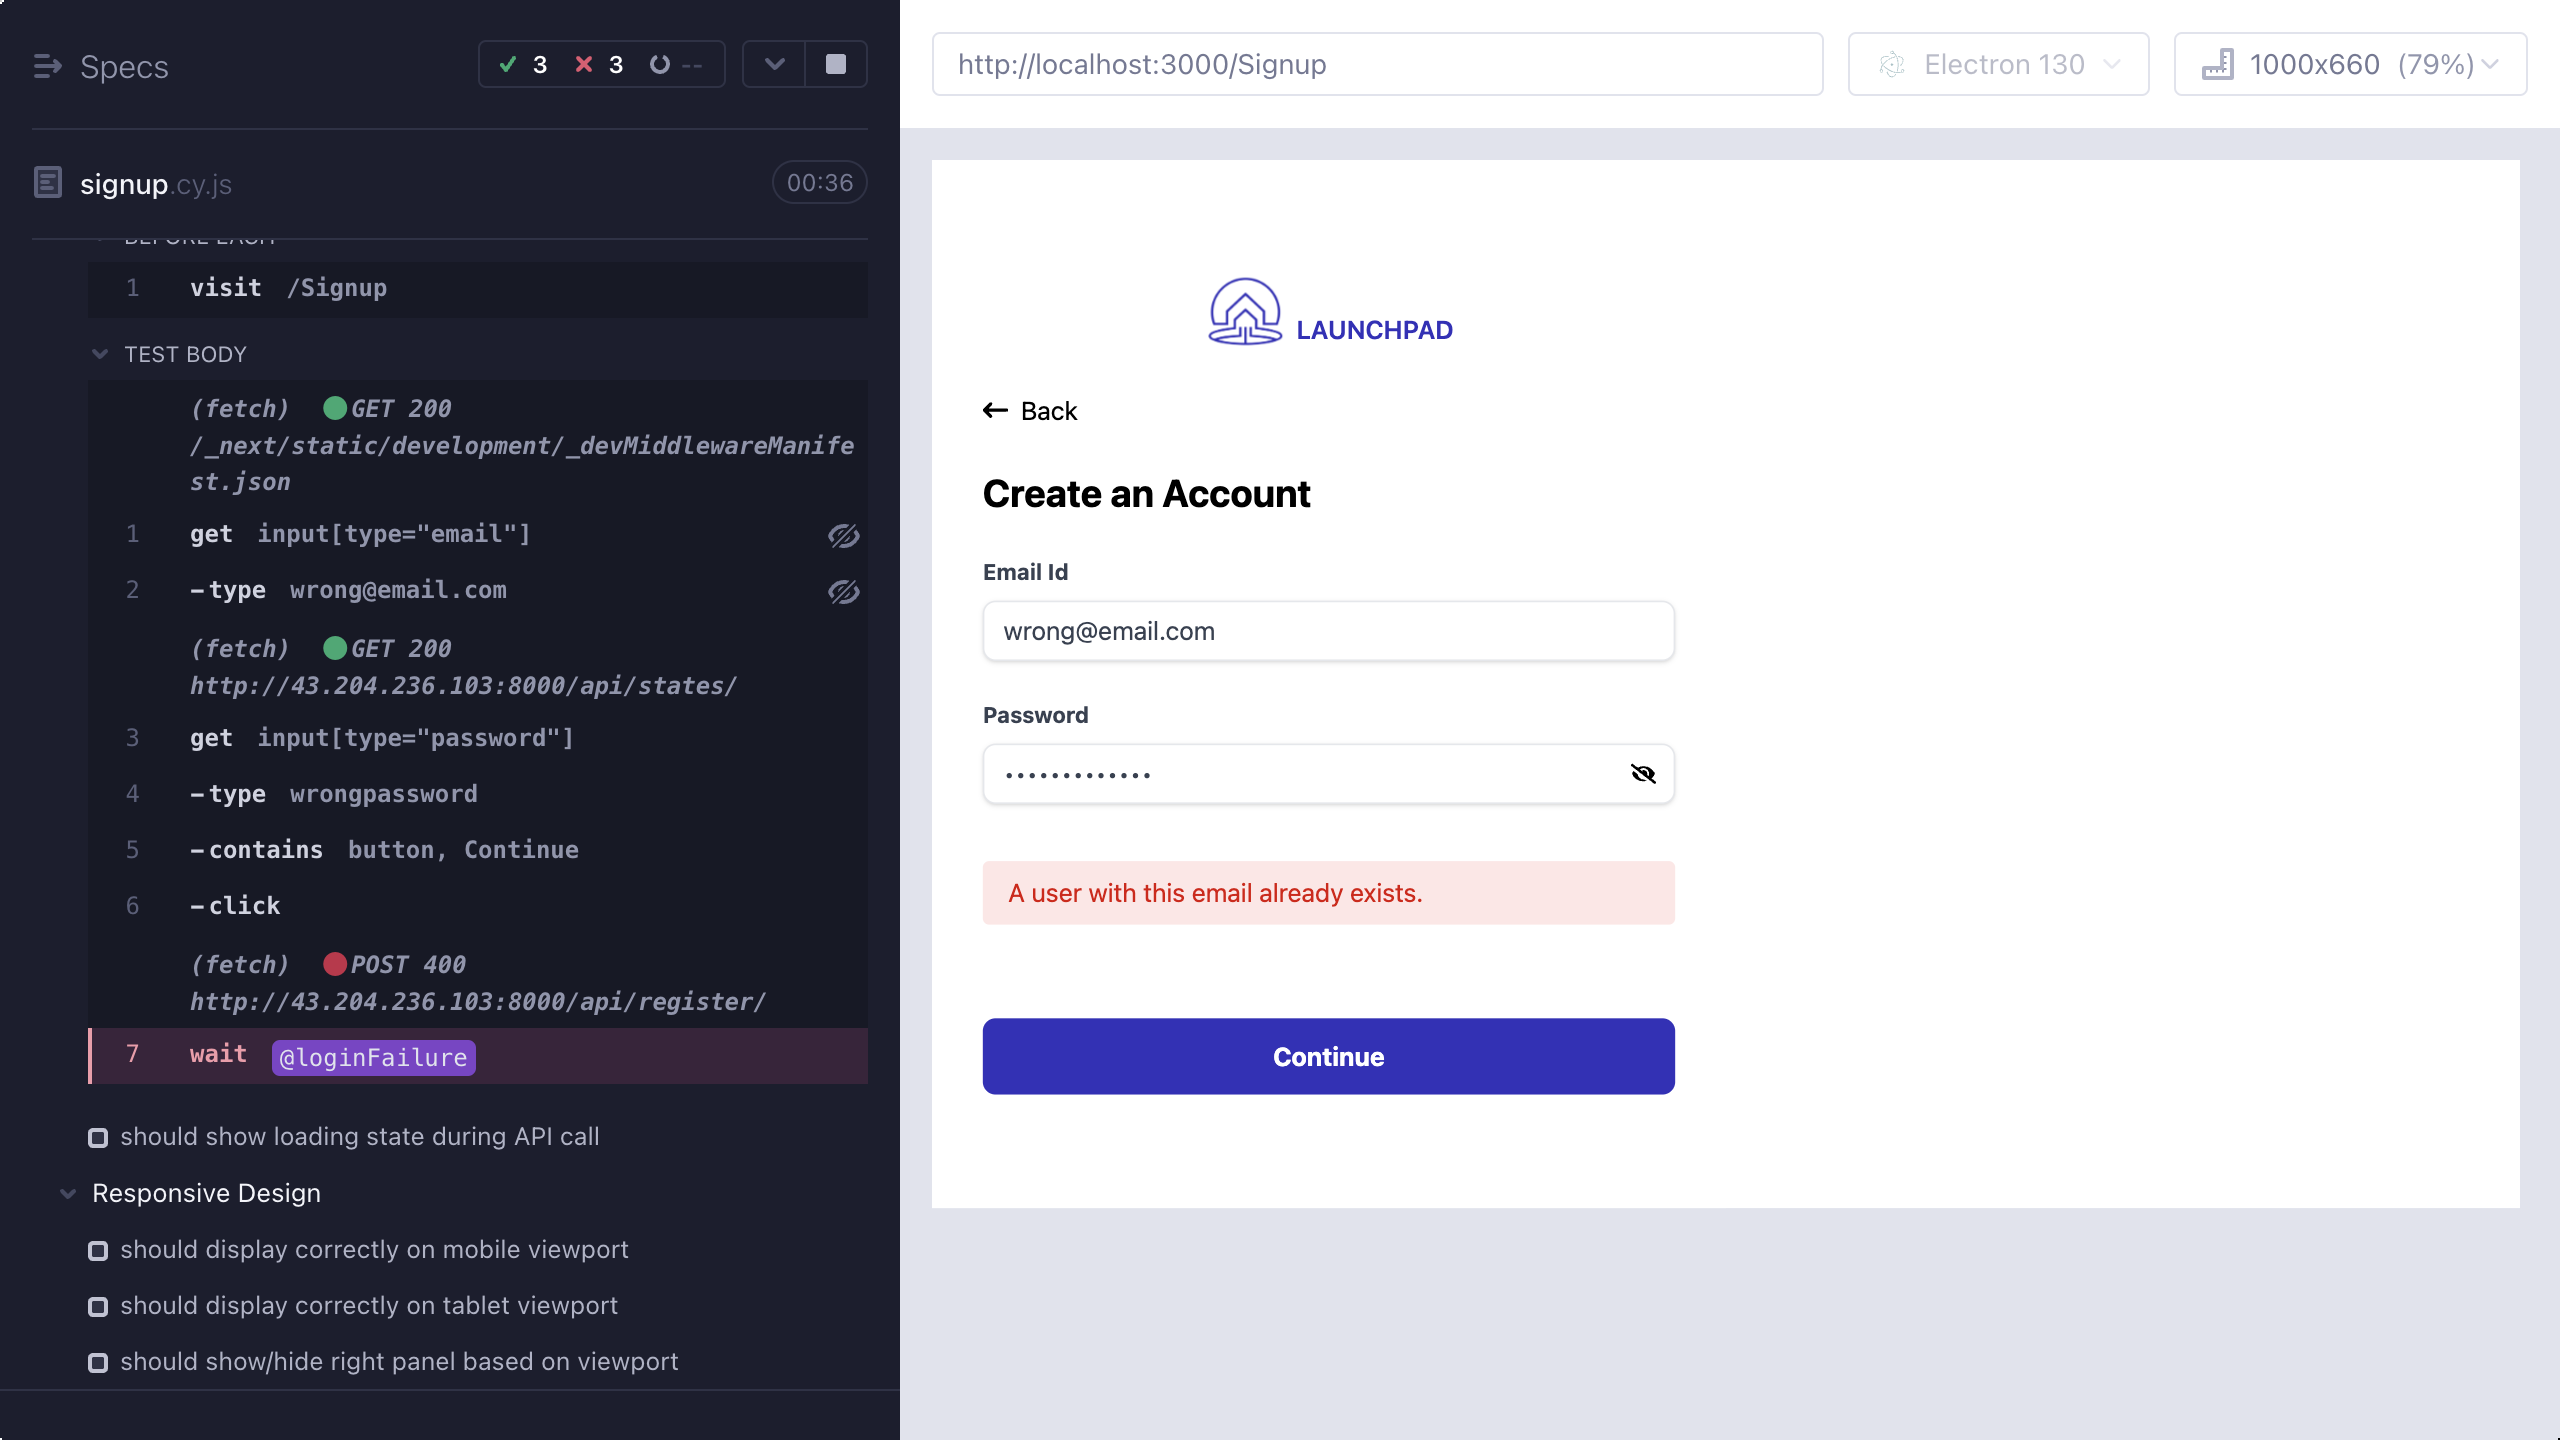 Specs
3 3 --
signup.cy.js
00:36
BEFORE EACH
1 visit /Signup
TEST BODY
(fetch) GET 200
/_next/static/development/_devMiddlewareManife
st.json
1 get input[type="email"]
2 -type wrong@email.com
(fetch) GET 200
http://43.204.236.103:8000/api/states/
3 get input[type="password"]
4 -type wrongpassword
5 -contains button, Continue
6 -click
(fetch) POST 400
http://43.204.236.103:8000/api/register/
7 wait @loginFailure
should show loading state during API call
Responsive Design
should display correctly on mobile viewport
should display correctly on tablet viewport
should show/hide right panel based on viewport
http://localhost:3000/Signup
Electron 130
1000x660 (79%)
LAUNCHPAD
Back
Create an Account
Email Id
wrong@email.com
Password
•••••••••••••
A user with this email already exists.
Continue